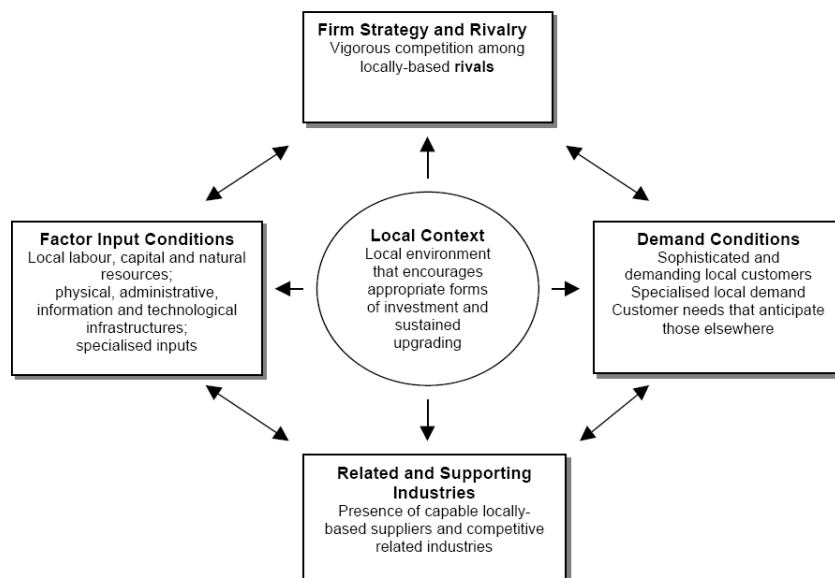 Firm Strategy and Rivalry
Vigorous competition among
locally-based rivals
Factor Input Conditions
Local labour, capital and natural
resources;
physical, administrative,
information and technological
infrastructures;
specialised inputs
Local Context
Local environment
that encourages
appropriate forms
of investment and
sustained
upgrading
Demand Conditions
Sophisticated and
demanding local customers
Specialised local demand
Customer needs that anticipate
those elsewhere
Related and Supporting
Industries
Presence of capable locally-
based suppliers and competitive
related industries